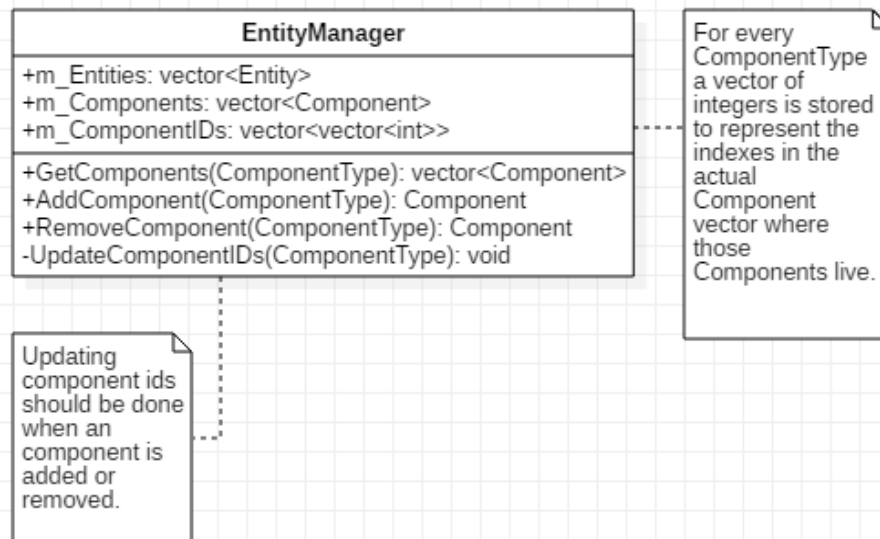 EntityManager
+m_Entities: vector<Entity>
+m_Components: vector<Component>
+m_ComponentIDs: vector<vector<int>>
+GetComponents(ComponentType): vector<Component>
+AddComponent(ComponentType): Component
+RemoveComponent(ComponentType): Component
-UpdateComponentIDs(ComponentType): void
For every
ComponentType
a vector of
integers is stored
to represent the
indexes in the
actual
Component
vector where
those
Components live.
Updating
component ids
should be done
when an
component is
added or
removed.